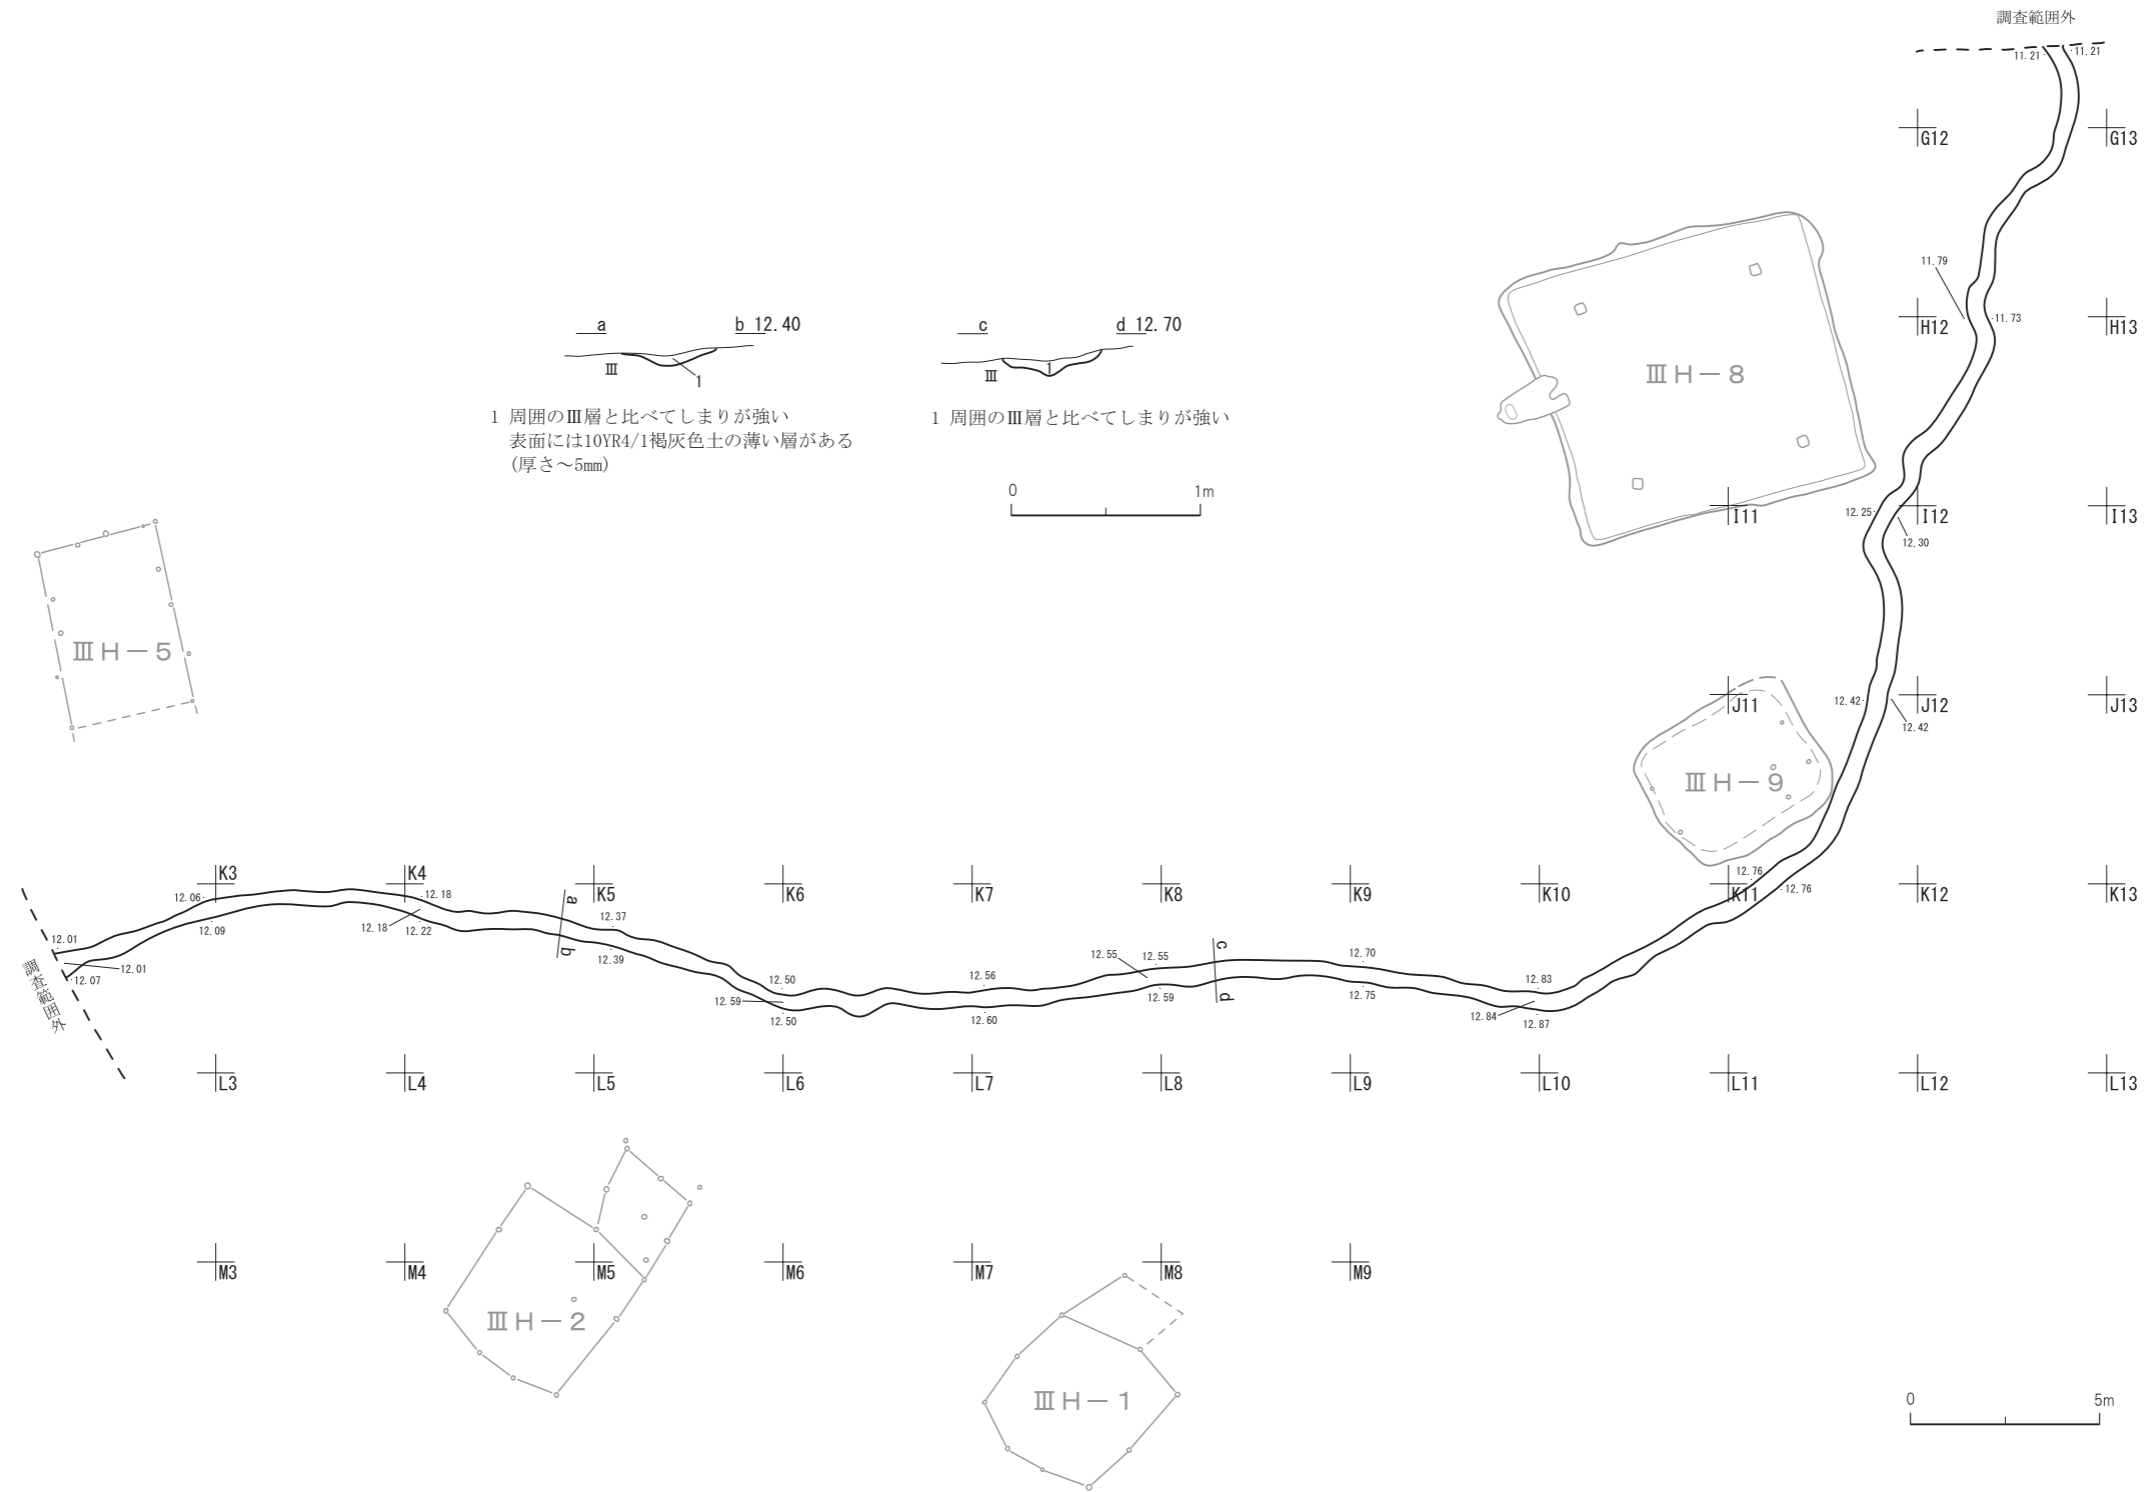 調査範囲外
11.21
11.21
G12
G13
11.79
11.73
H12
H13
ⅢH－8
a
b 12.40
Ⅲ
1
1 周囲のⅢ層と比べてしまりが強い
表面には10YR4/1褐灰色土の薄い層がある
(厚さ～5mm)
c
d 12.70
Ⅲ
1
1 周囲のⅢ層と比べてしまりが強い
0
1m
I11
12.25
I12
12.30
I13
ⅢH－5
J11
12.42
J12
12.42
J13
ⅢH－9
K3
K4
K5
K6
K7
K8
K9
K10
K11
K12
K13
12.06
12.09
12.18
12.18
12.22
a
b
12.37
12.39
12.76
12.76
12.01
12.01
12.07
調査範囲外
12.50
12.59
12.50
12.56
12.60
12.55
12.55
12.59
c
d
12.70
12.75
12.83
12.84
12.87
L3
L4
L5
L6
L7
L8
L9
L10
L11
L12
L13
M3
M4
M5
M6
M7
M8
M9
ⅢH－2
ⅢH－1
0
5m